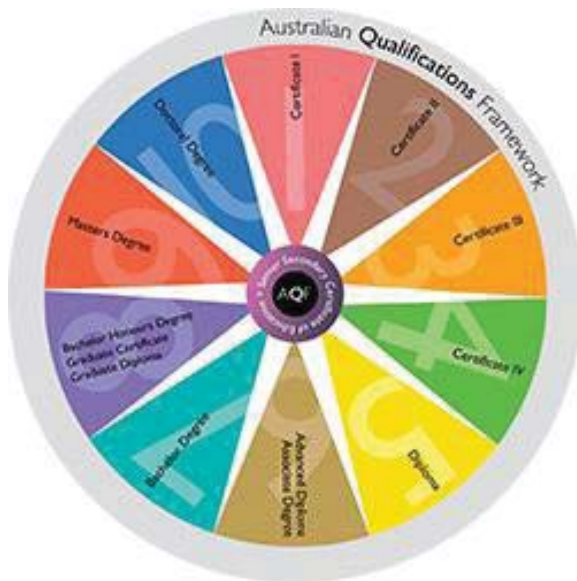 Australian Qualifications Framework
1
Certificate I
2
Certificate II
3
Certificate III
4
Certificate IV
5
Diploma
6
Advanced Diploma
Associate Degree
7
Bachelor Degree
8
Bachelor Honours Degree
Graduate Certificate
Graduate Diploma
9
Masters Degree
10
Doctoral Degree
Senior Secondary Certificate of Education
AQF